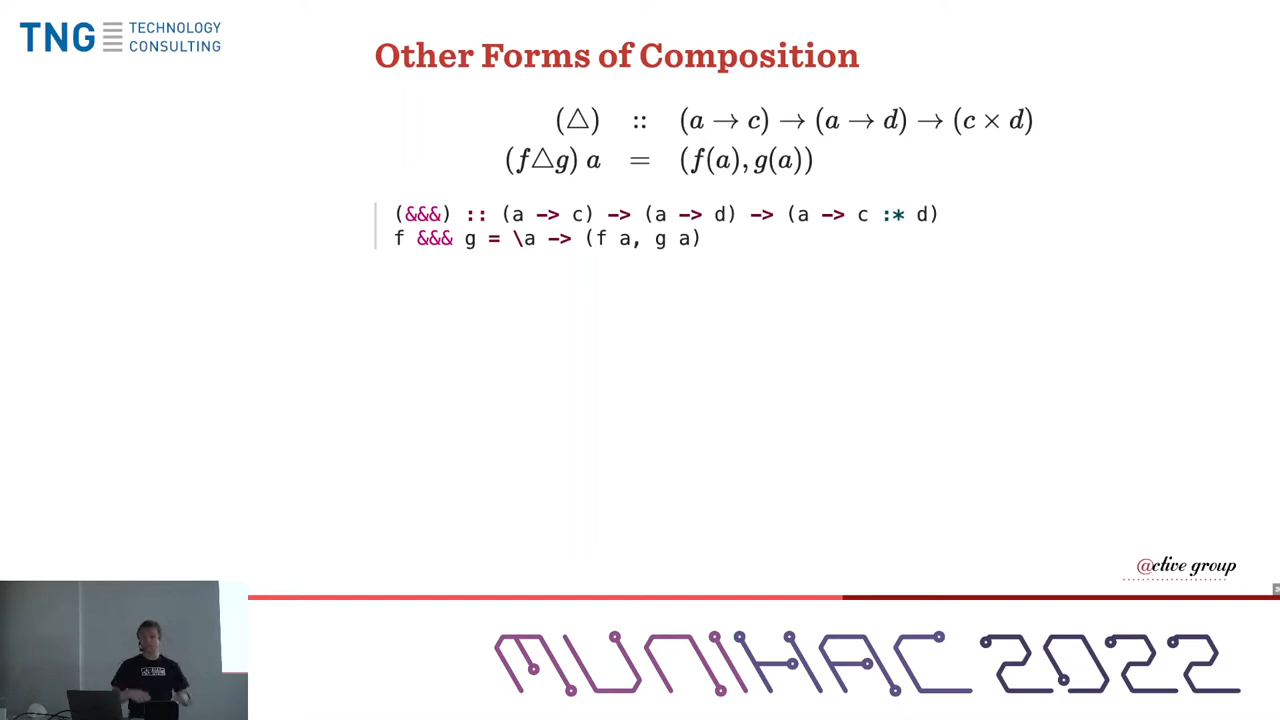 TNG TECHNOLOGY CONSULTING
Other Forms of Composition
(△) :: (a → c) → (a → d) → (c × d)
(f△g) a = (f(a), g(a))
(&&&) :: (a -> c) -> (a -> d) -> (a -> c :* d)
f &&& g = \a -> (f a, g a)
@ctive group
MUNIHAC 2022